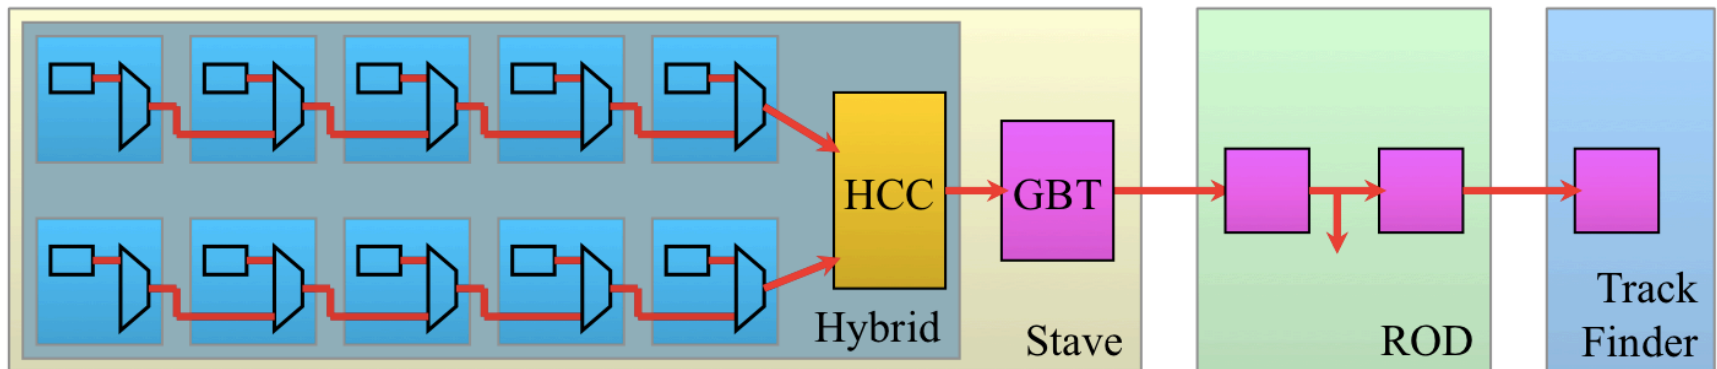 HCC
GBT
Hybrid
Stave
ROD
Track
Finder